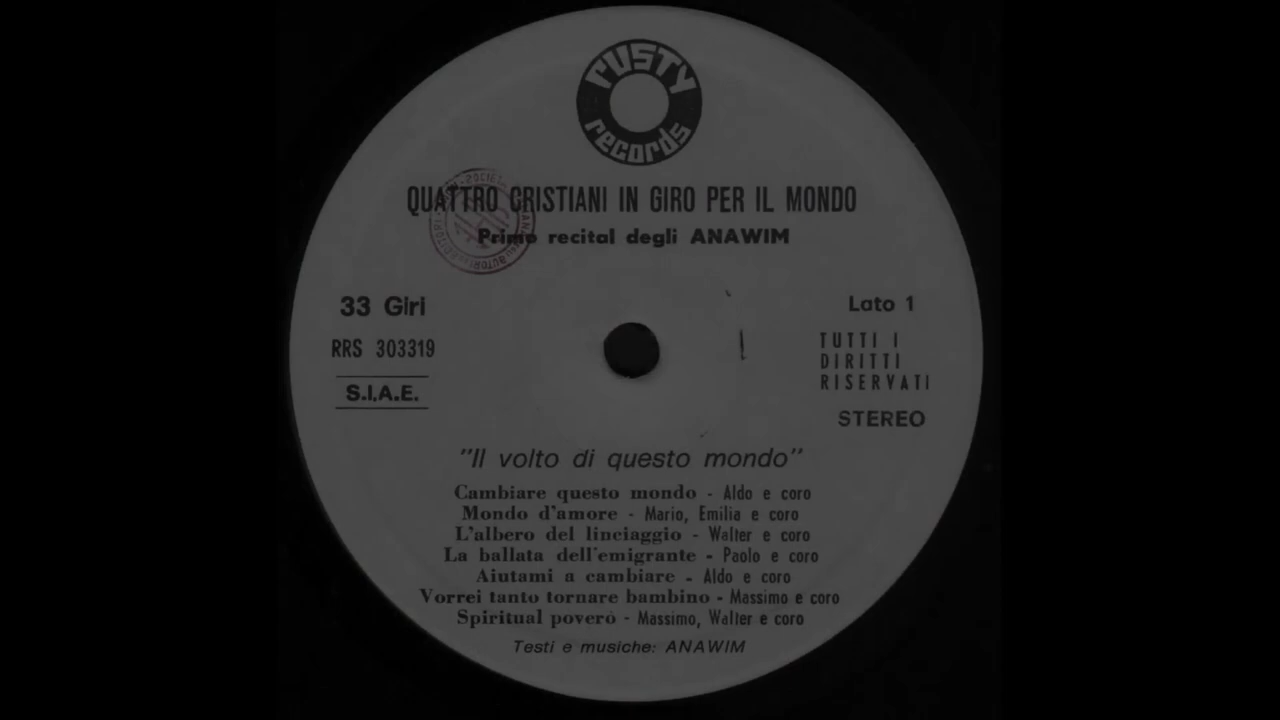 rusty
records
QUATTRO CRISTIANI IN GIRO PER IL MONDO
Primo recital degli ANAWIM
33 Giri
RRS 303319
S.I.A.E.
Lato 1
TUTTI I
DIRITTI
RISERVATI
STEREO
"Il volto di questo mondo"
Cambiare questo mondo - Aldo e coro
Mondo d'amore - Mario, Emilia e coro
L'albero del linciaggio - Walter e coro
La ballata dell'emigrante - Paolo e coro
Aiutami a cambiare - Aldo e coro
Vorrei tanto tornare bambino - Massimo e coro
Spiritual poverò - Massimo, Walter e coro
Testi e musiche: ANAWIM